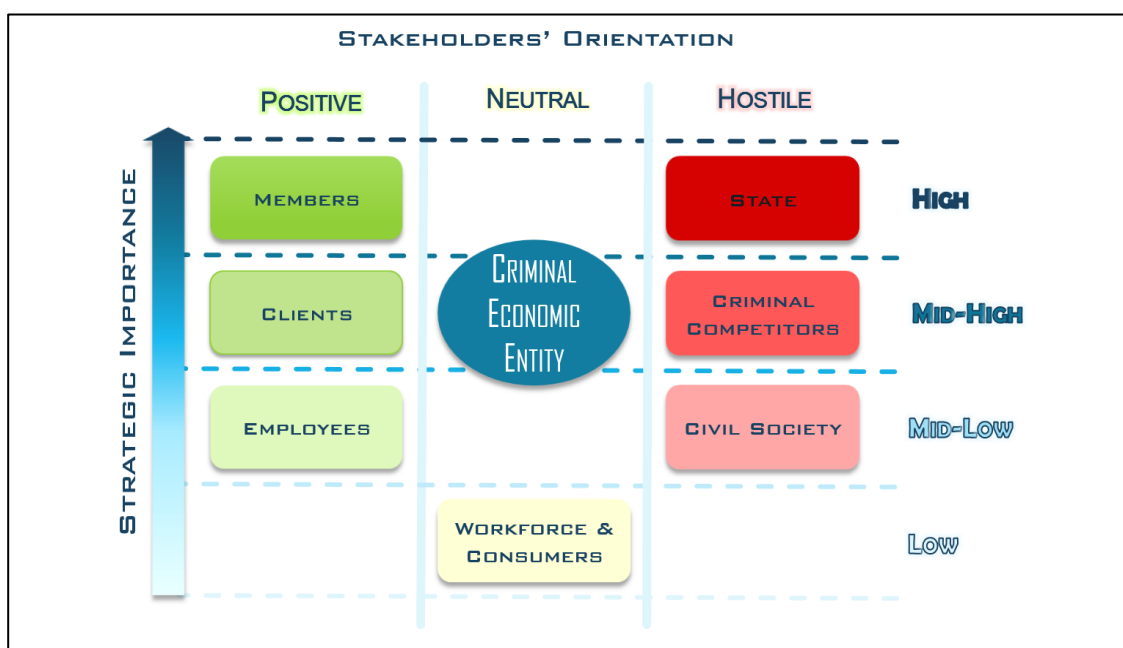 Stakeholders' Orientation
Positive
Neutral
Hostile
Strategic Importance
Members
State
High
Clients
Criminal
Economic
Entity
Criminal
Competitors
Mid-High
Employees
Civil Society
Mid-Low
Workforce &
Consumers
Low